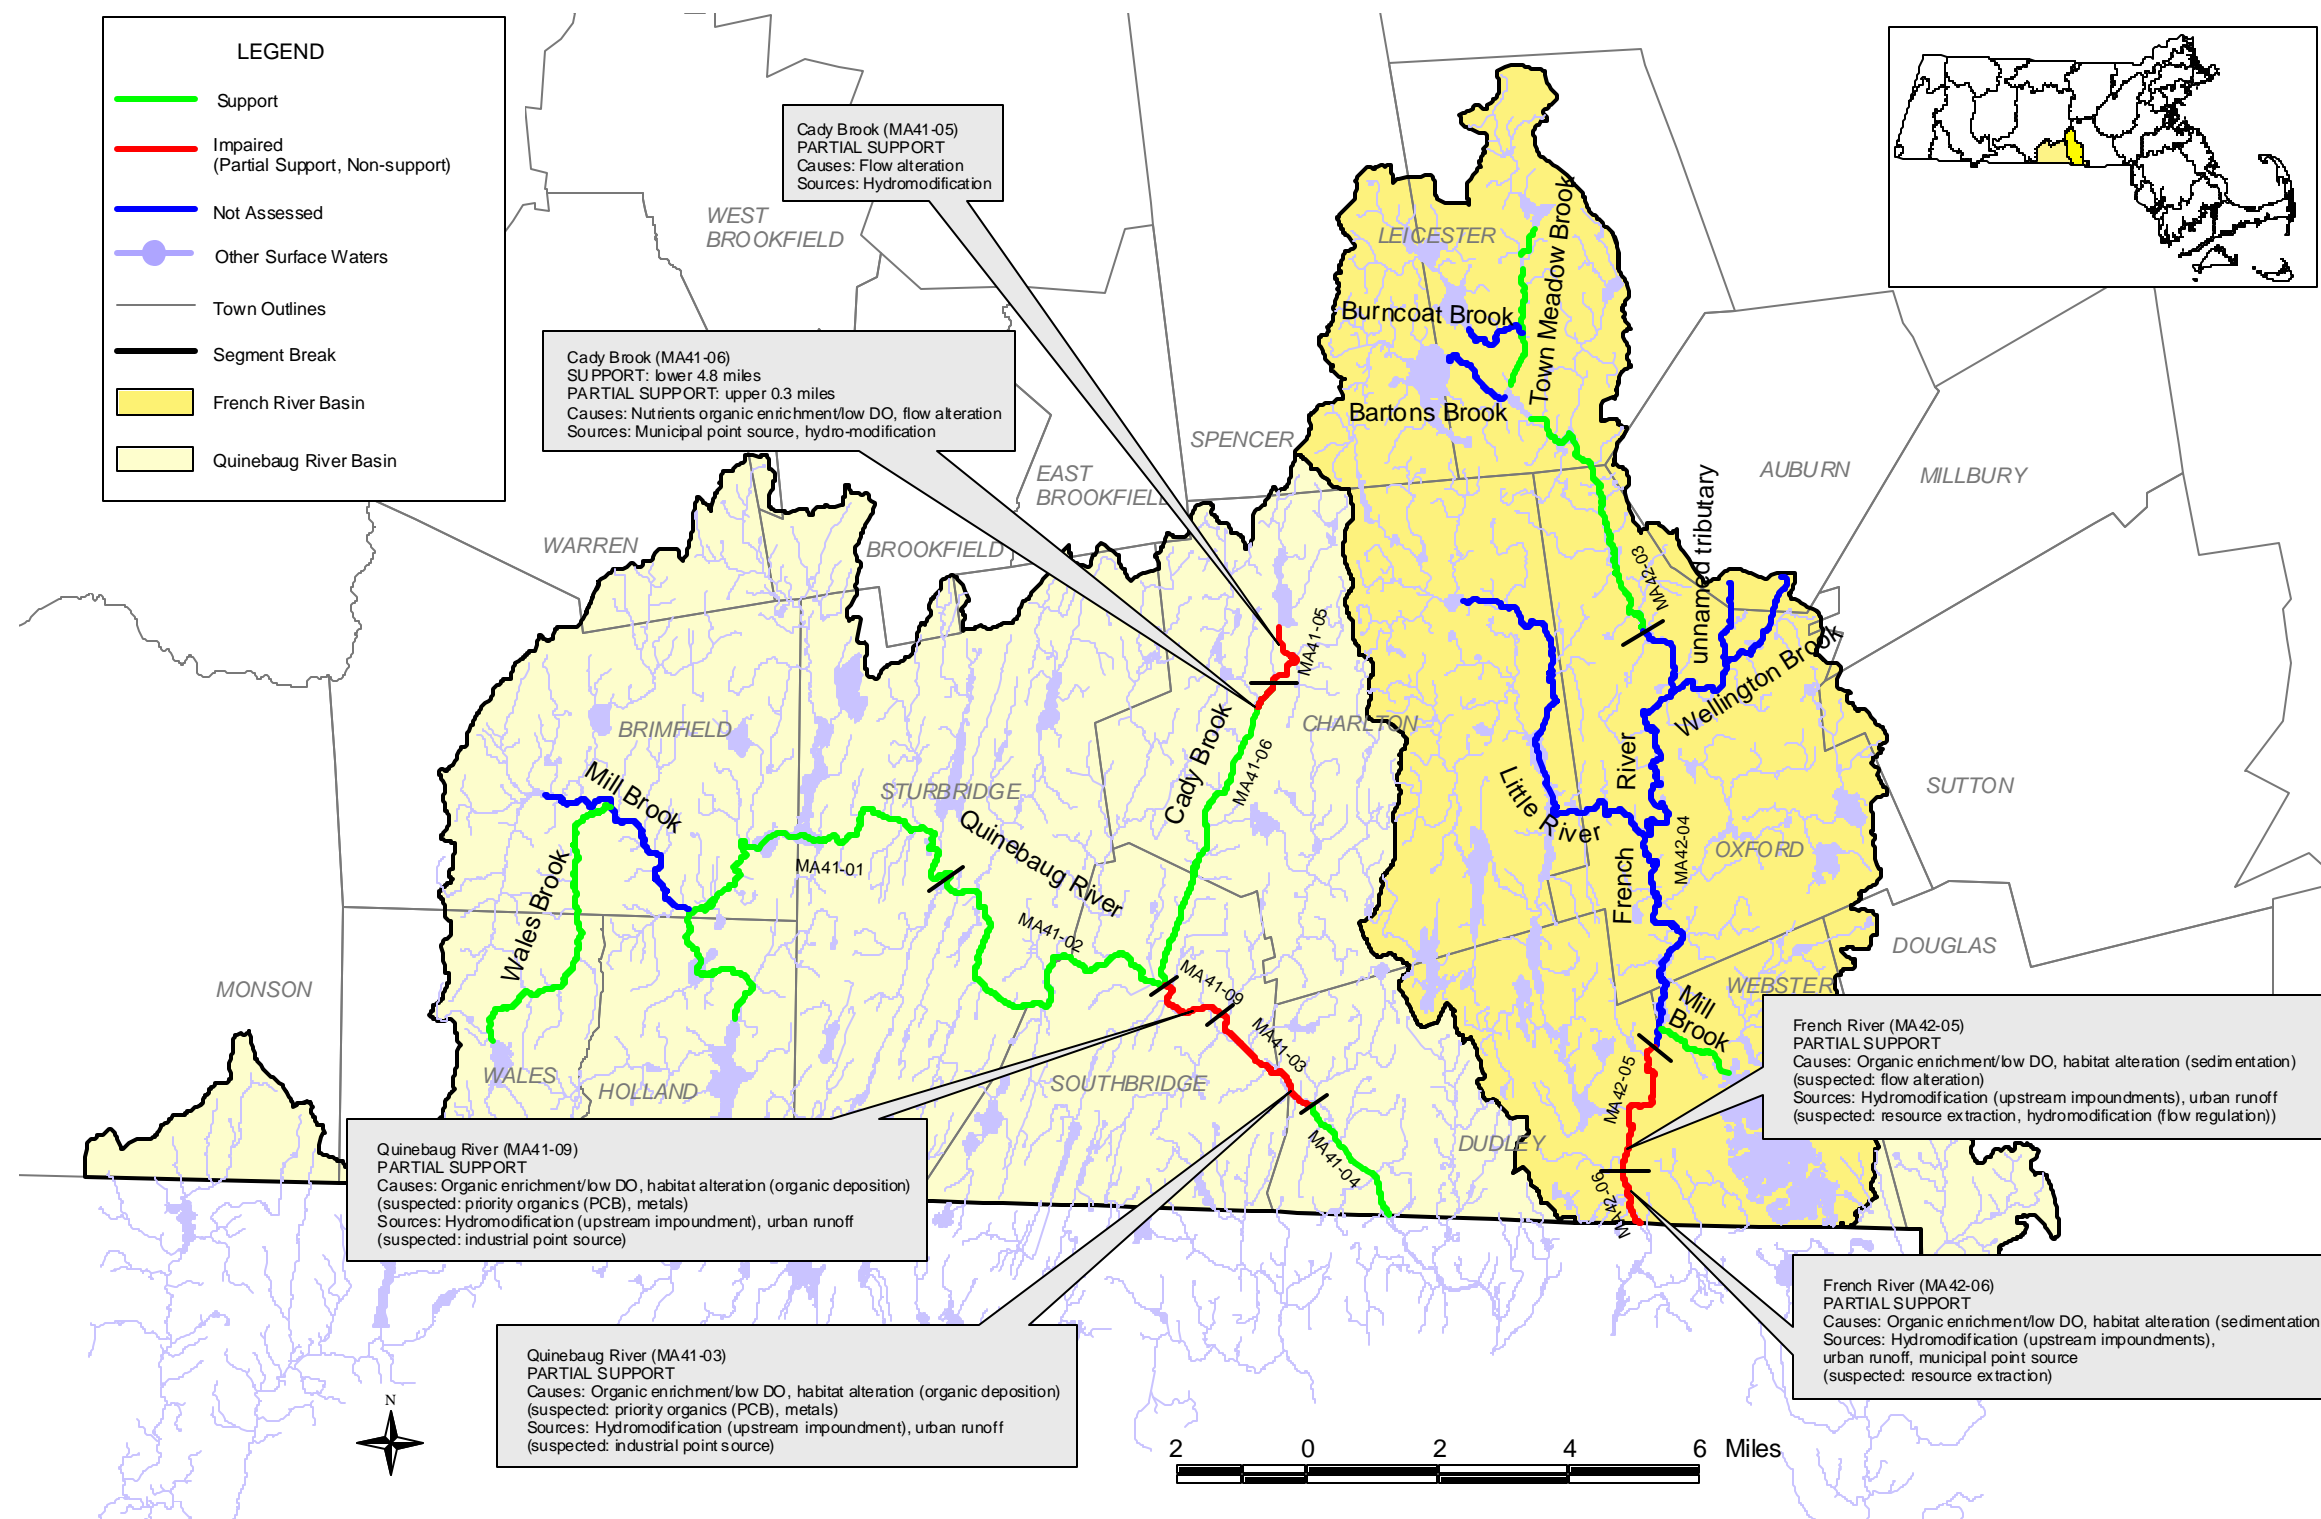 LEGEND
Support
Impaired
(Partial Support, Non-support)
Not Assessed
Other Surface Waters
Town Outlines
Segment Break
French River Basin
Quinebaug River Basin
Cady Brook (MA41-05)
PARTIAL SUPPORT
Causes: Flow alteration
Sources: Hydromodification
WEST
BROOKFIELD
LEICESTER
Town Meadow Brook
Burncoat Brook
Bartons Brook
Cady Brook (MA41-06)
SUPPORT: lower 4.8 miles
PARTIAL SUPPORT: upper 0.3 miles
Causes: Nutrients organic enrichment/low DO, flow alteration
Sources: Municipal point source, hydro-modification
SPENCER
EAST
BROOKFIELD
AUBURN
MILLBURY
WARREN
BROOKFIELD
MA42-03
unnamed tributary
Wellington Brook
MA41-05
BRIMFIELD
CHARLTON
Cady Brook
MA41-06
Mill Brook
STURBRIDGE
Quinebaug River
MA41-01
Little River
French River
MA42-04
OXFORD
SUTTON
Wales Brook
MA41-02
DOUGLAS
MONSON
MA41-09
WEBSTER
Mill
Brook
MA41-03
MA42-05
WALES
HOLLAND
SOUTHBRIDGE
DUDLEY
MA41-04
MA42-06
French River (MA42-05)
PARTIAL SUPPORT
Causes: Organic enrichment/low DO, habitat alteration (sedimentation)
(suspected: flow alteration)
Sources: Hydromodification (upstream impoundments), urban runoff
(suspected: resource extraction, hydromodification (flow regulation))
Quinebaug River (MA41-09)
PARTIAL SUPPORT
Causes: Organic enrichment/low DO, habitat alteration (organic deposition)
(suspected: priority organics (PCB), metals)
Sources: Hydromodification (upstream impoundment), urban runoff
(suspected: industrial point source)
French River (MA42-06)
PARTIAL SUPPORT
Causes: Organic enrichment/low DO, habitat alteration (sedimentation
Sources: Hydromodification (upstream impoundments),
urban runoff, municipal point source
(suspected: resource extraction)
Quinebaug River (MA41-03)
PARTIAL SUPPORT
Causes: Organic enrichment/low DO, habitat alteration (organic deposition)
(suspected: priority organics (PCB), metals)
Sources: Hydromodification (upstream impoundment), urban runoff
(suspected: industrial point source)
N
2 0 2 4 6 Miles